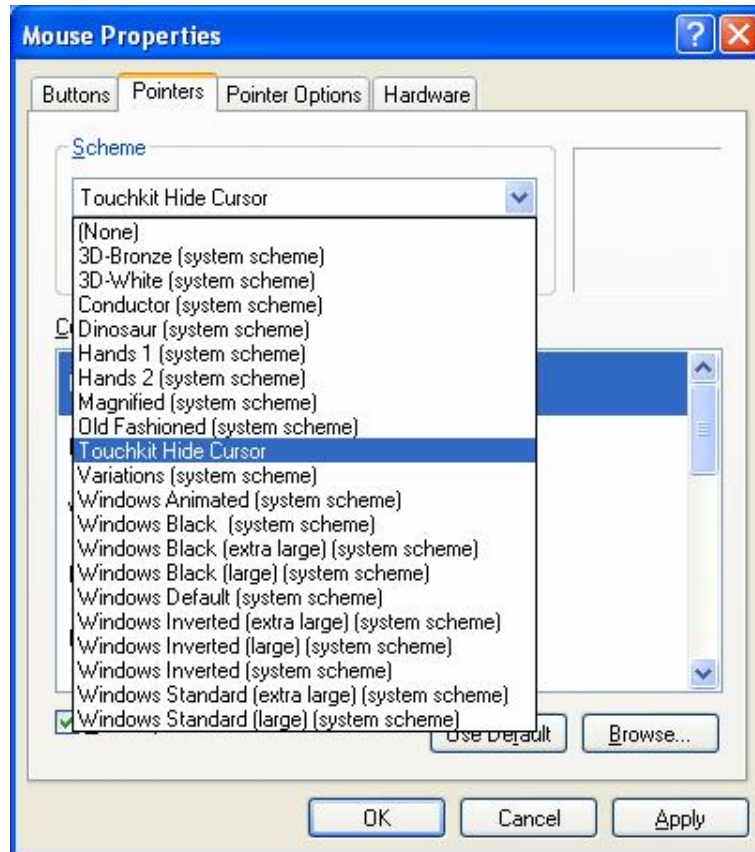 Mouse Properties
Buttons Pointers Pointer Options Hardware
Scheme
Touchkit Hide Cursor
(None)
3D-Bronze (system scheme)
3D-White (system scheme)
Conductor (system scheme)
Dinosaur (system scheme)
Hands 1 (system scheme)
Hands 2 (system scheme)
Magnified (system scheme)
Old Fashioned (system scheme)
Touchkit Hide Cursor
Variations (system scheme)
Windows Animated (system scheme)
Windows Black  (system scheme)
Windows Black (extra large) (system scheme)
Windows Black (large) (system scheme)
Windows Default (system scheme)
Windows Inverted (extra large) (system scheme)
Windows Inverted (large) (system scheme)
Windows Inverted (system scheme)
Windows Standard (extra large) (system scheme)
Windows Standard (large) (system scheme)
Use Default Browse...
OK Cancel Apply